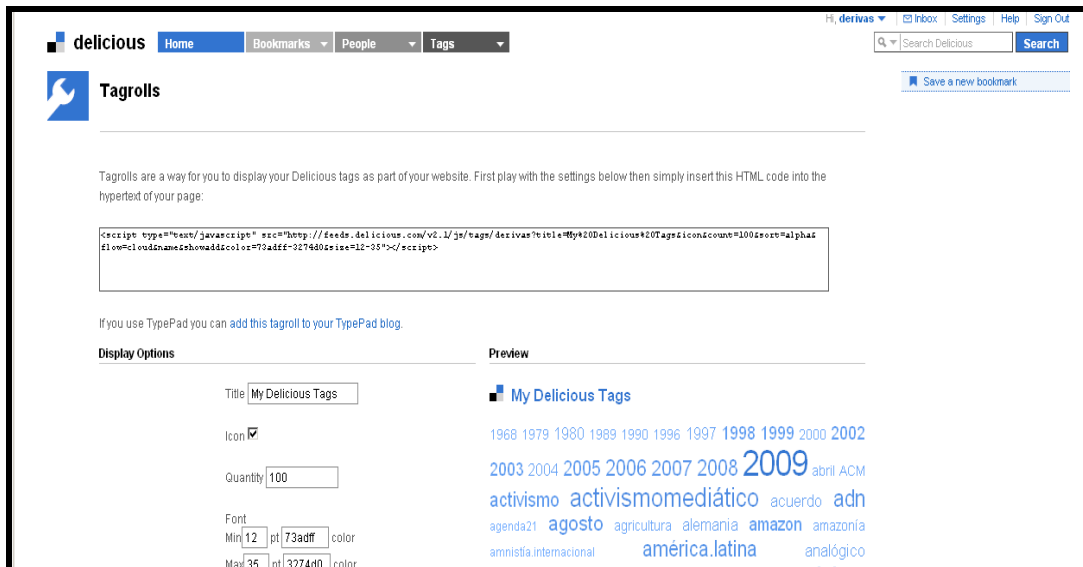 Hi, derivas Inbox Settings Help Sign Out
delicious Home Bookmarks People Tags Search Delicious Search
Save a new bookmark
Tagrolls
Tagrolls are a way for you to display your Delicious tags as part of your website. First play with the settings below then simply insert this HTML code into the
hypertext of your page:
<script type="text/javascript" src="http://feeds.delicious.com/v2.1/js/tags/derivas?title=My%20Delicious%20Tags&icon&count=100&sort=alpha&
flow=cloud&name&showadd&color=73adff-3274d0&size=12-35"></script>
If you use TypePad you can add this tagroll to your TypePad blog.
Display Options
Title My Delicious Tags
Icon
Quantity 100
Font
Min 12 pt 73adff color
Max 35 pt 3274d0 color
Preview
My Delicious Tags
1968 1979 1980 1989 1990 1996 1997 1998 1999 2000 2002
2003 2004 2005 2006 2007 2008 2009 abril ACM
activismo activismomediático acuerdo adn
agenda21 agosto agricultura alemania amazon amazonía
amnistía.internacional américa.latina analógico